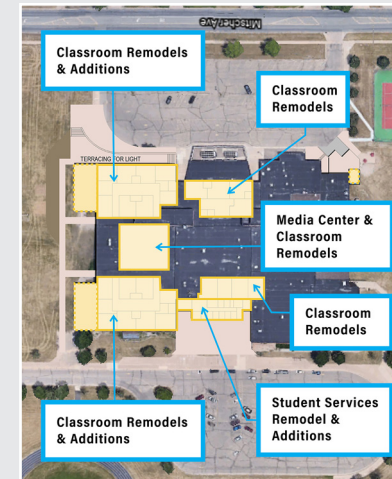 Mitscher Ave
Classroom Remodels
& Additions
Classroom
Remodels
TERRACING FOR LIGHT
Media Center &
Classroom
Remodels
Classroom
Remodels
Classroom Remodels
& Additions
Student Services
Remodel &
Additions